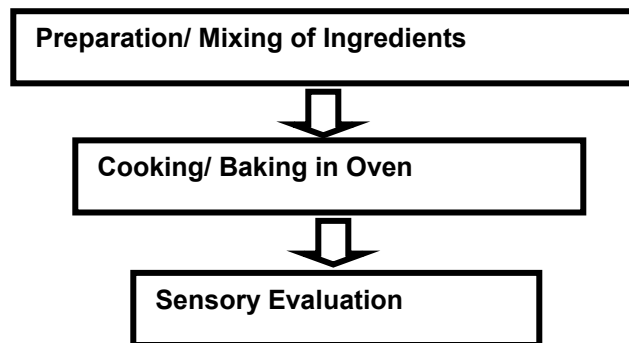 Preparation/ Mixing of Ingredients
Cooking/ Baking in Oven
Sensory Evaluation